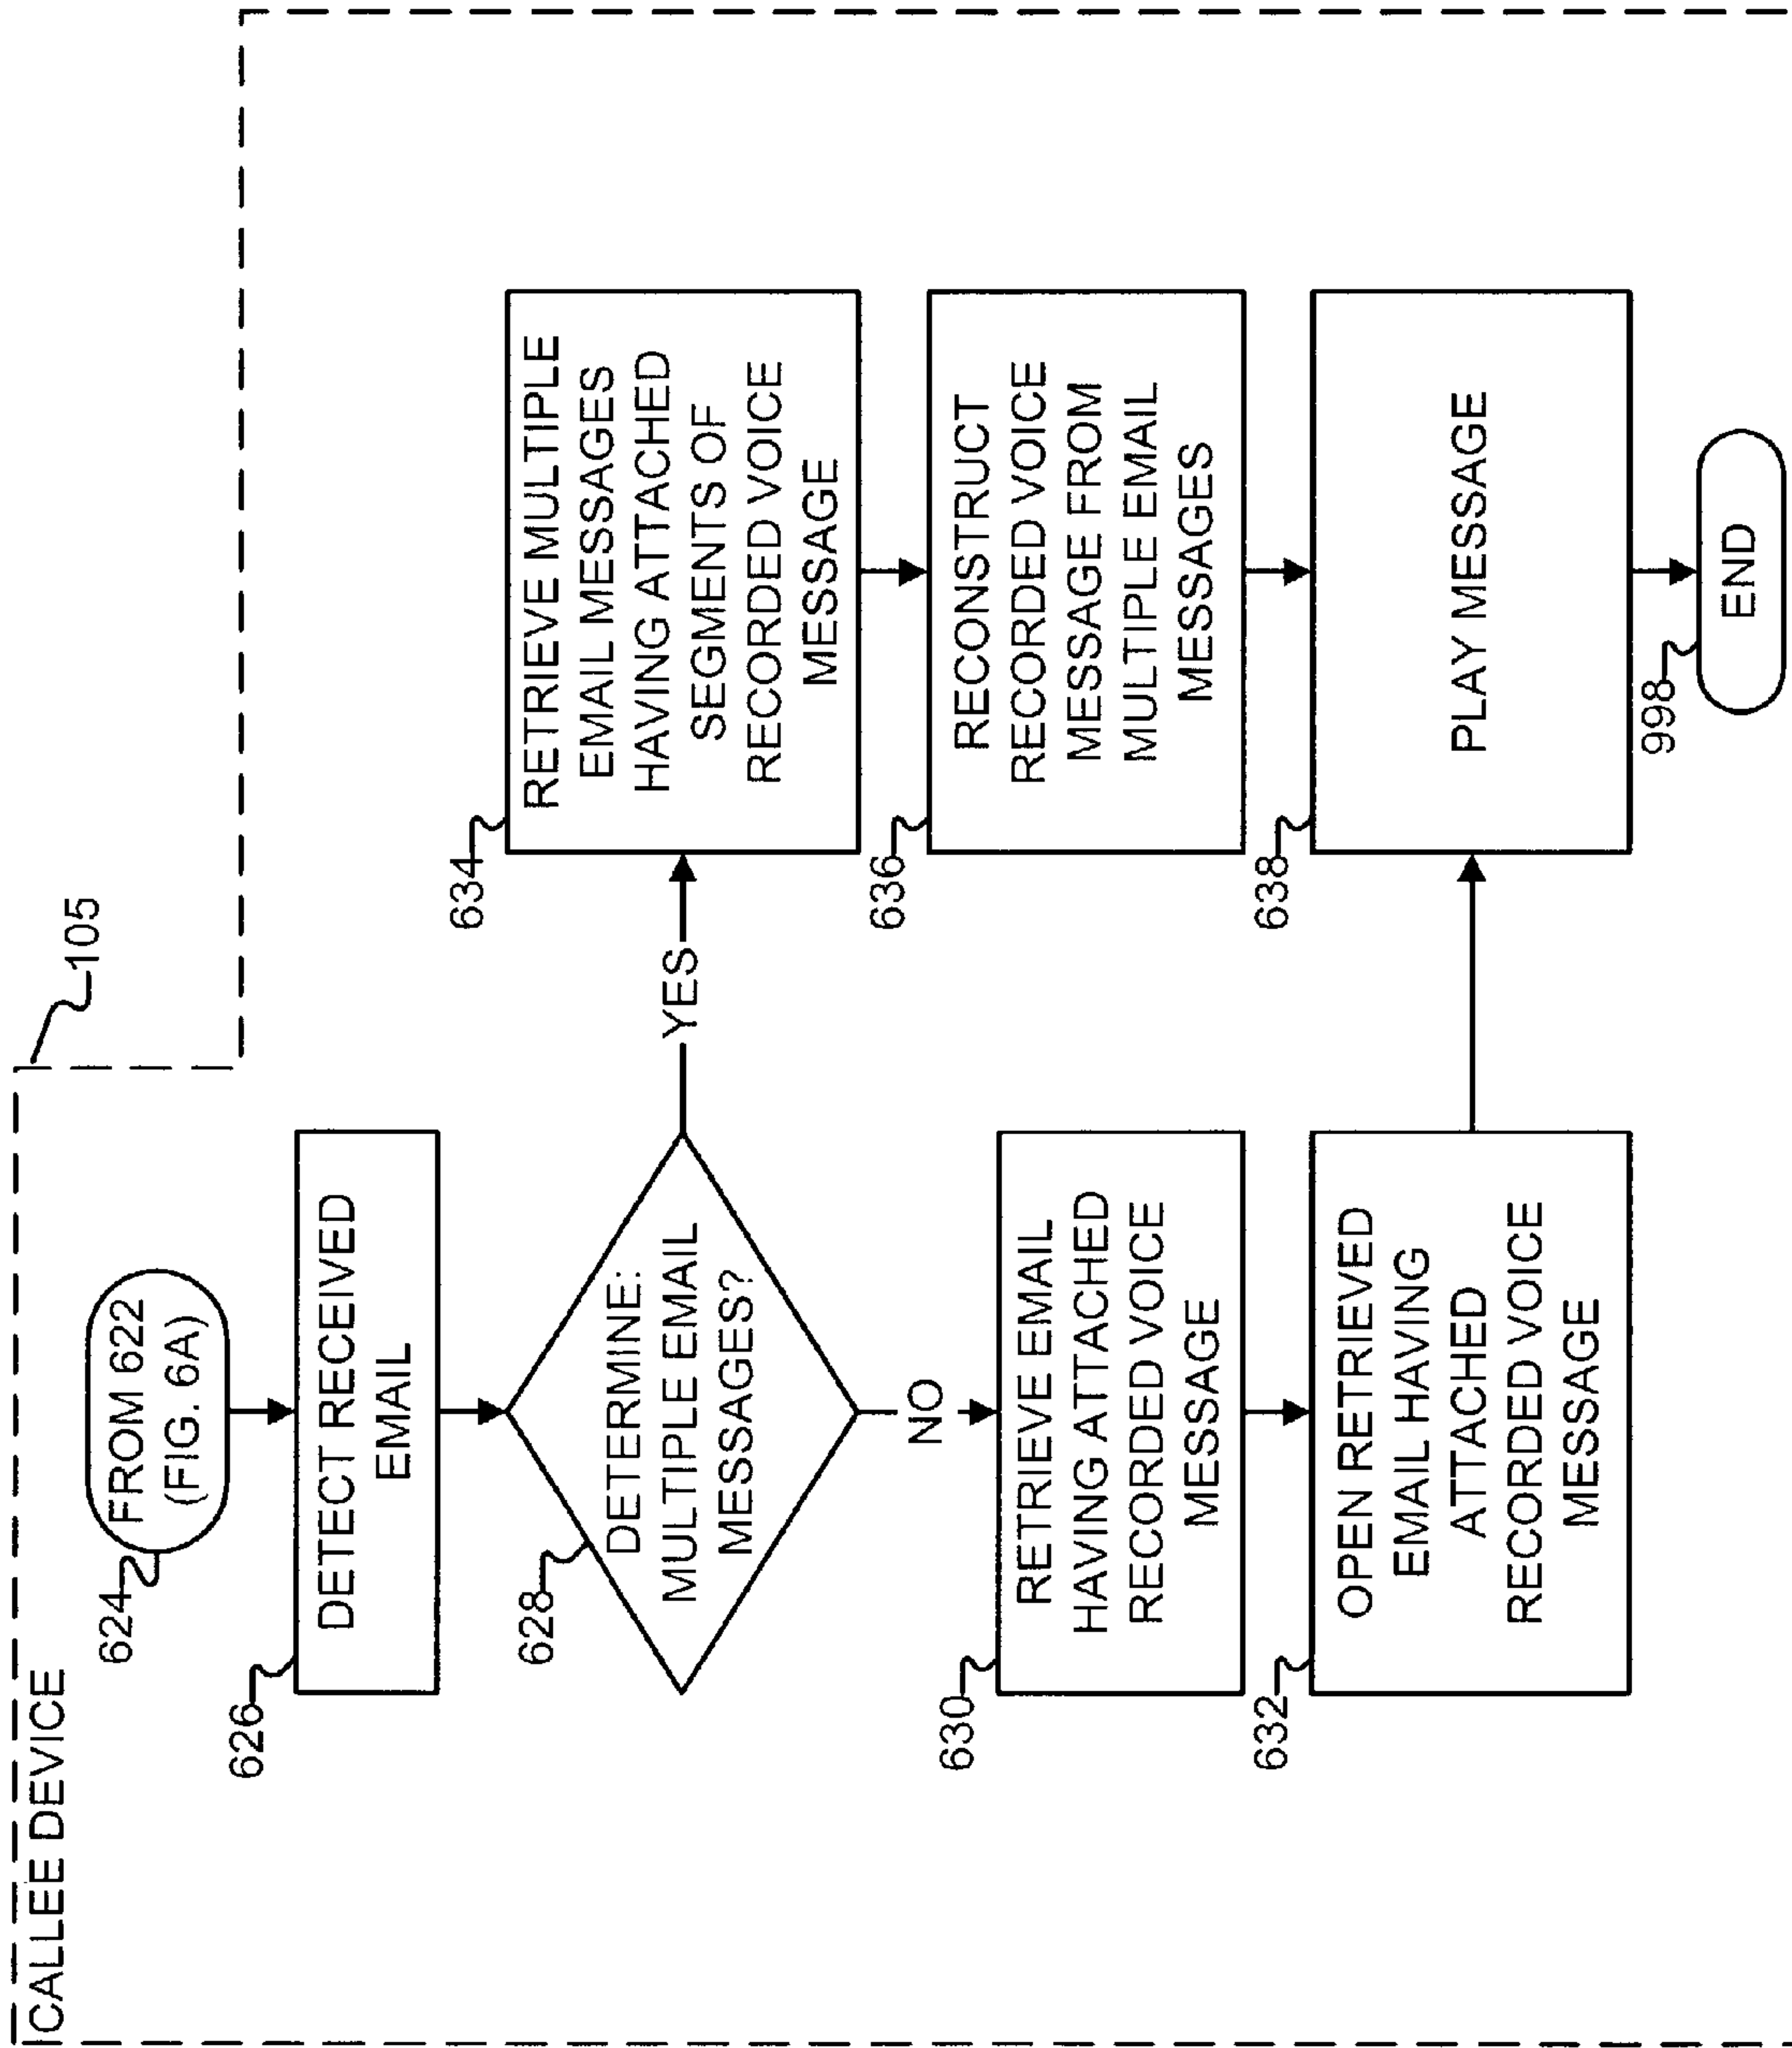 CALLEE DEVICE
105
624
FROM 622
(FIG. 6A)
626
DETECT RECEIVED
EMAIL
628
DETERMINE:
MULTIPLE EMAIL
MESSAGES?
YES
NO
630
RETRIEVE EMAIL
HAVING ATTACHED
RECORDED VOICE
MESSAGE
632
OPEN RETRIEVED
EMAIL HAVING
ATTACHED
RECORDED VOICE
MESSAGE
634
RETRIEVE MULTIPLE
EMAIL MESSAGES
HAVING ATTACHED
SEGMENTS OF
RECORDED VOICE
MESSAGE
636
RECONSTRUCT
RECORDED VOICE
MESSAGE FROM
MULTIPLE EMAIL
MESSAGES
638
PLAY MESSAGE
998
END